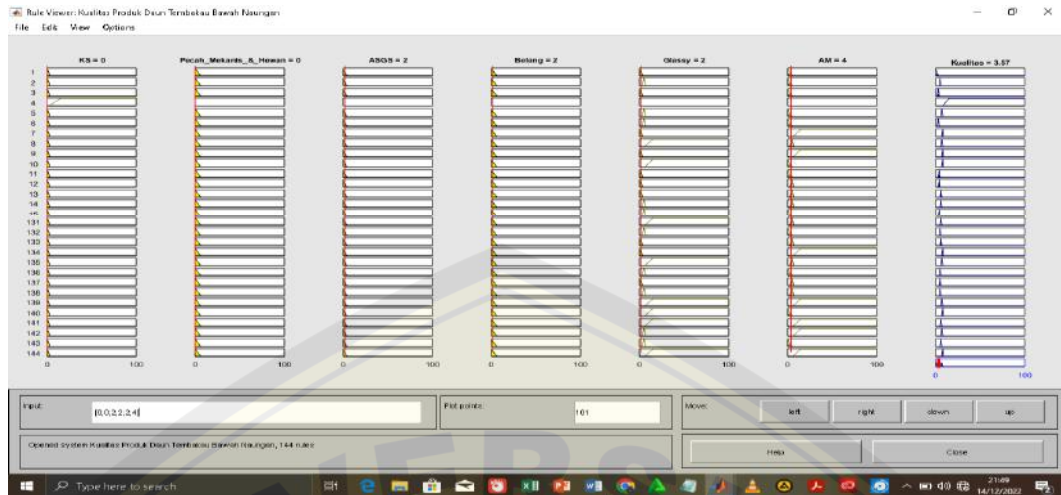 Rule Viewer: Kualitas Produk Daun Tembakau Bawah Naungan
File Edit View Options
KS = 0
Pecah_Mekanis_&_Hewan = 0
ASGS = 2
Belang = 2
Glassy = 2
AM = 4
Kualitas = 3.57
1
2
3
4
5
6
7
8
9
10
11
12
13
14
131
132
133
134
135
136
137
138
139
140
141
142
143
144
0 100 0 100 0 100 0 100 0 100 0 100
0 100
Input: [0,0,2,2,2,4]
Plot points: 101
Move: left right down up
Opened system Kualitas Produk Daun Tembakau Bawah Naungan, 144 rules
Help Close
Type here to search
21:49
14/12/2022